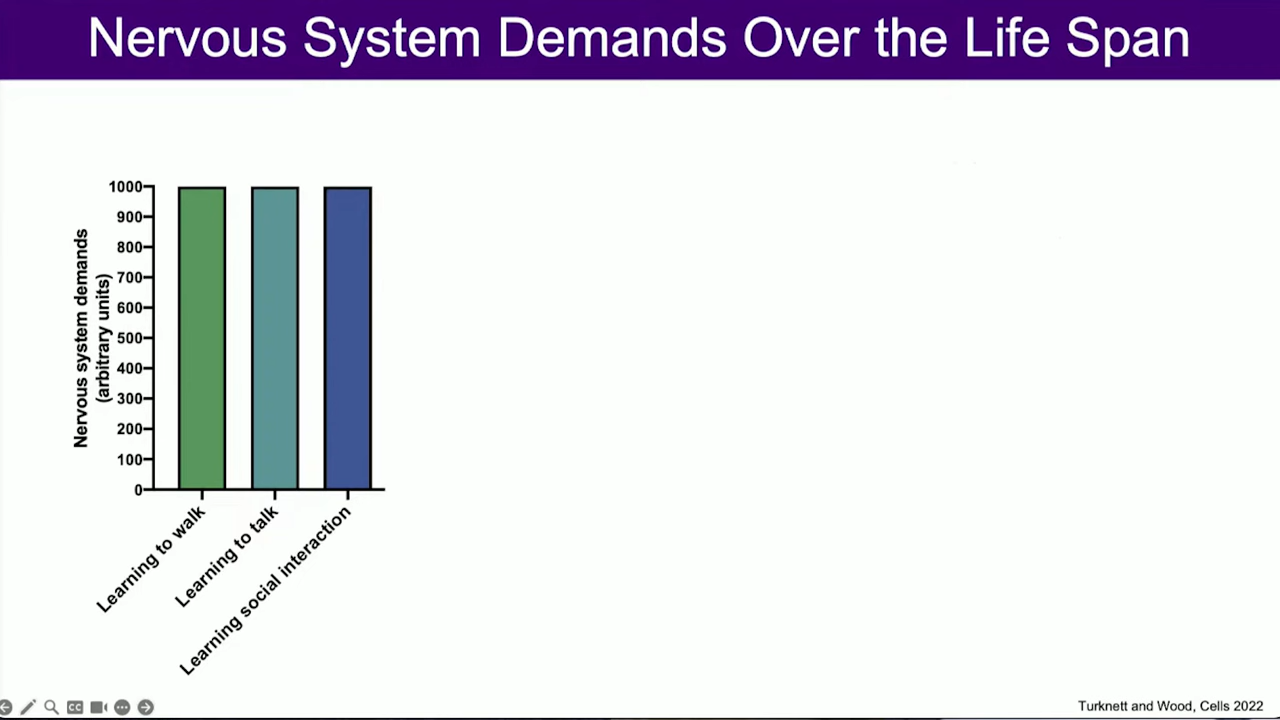 Nervous System Demands Over the Life Span
Nervous system demands
(arbitrary units)
1000
900
800
700
600
500
400
300
200
100
0
Learning to walk
Learning to talk
Learning social interaction
CC
Turknett and Wood, Cells 2022